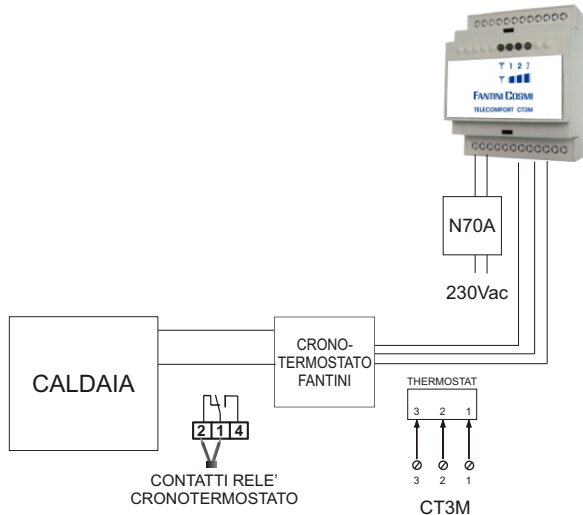 Y 1 2
FANTINI COSMI
TELECOMFORT CT3M
N70A
230Vac
CALDAIA
CRONO-
TERMOSTATO
FANTINI
THERMOSTAT
3 2 1
2 1 4
3 2 1
CONTATTI RELE'
CRONOTERMOSTATO
CT3M